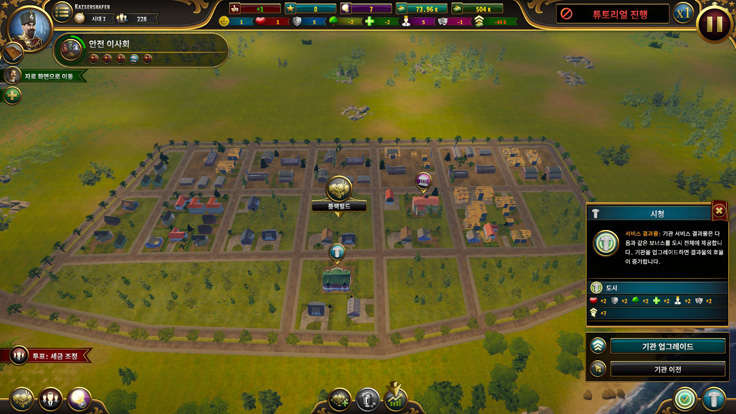 KAISERSHAFEN
시대 1
228
+1
0
7
73.96 k
504 k
튜토리얼 진행
X1
1
1
5
-2
-2
5
-1
안전 이사회
자료 화면으로 이동
블랙필드
시청
서비스 결과물: 기관 서비스 결과물은 다
음과 같은 보너스를 도시 전체에 제공합니
다. 기관을 업그레이드하면 결과물의 효율
이 증가합니다.
도시
+2 +2 +2 +2 +2 +2
+7
기관 업그레이드
기관 이전
투표: 세금 조정